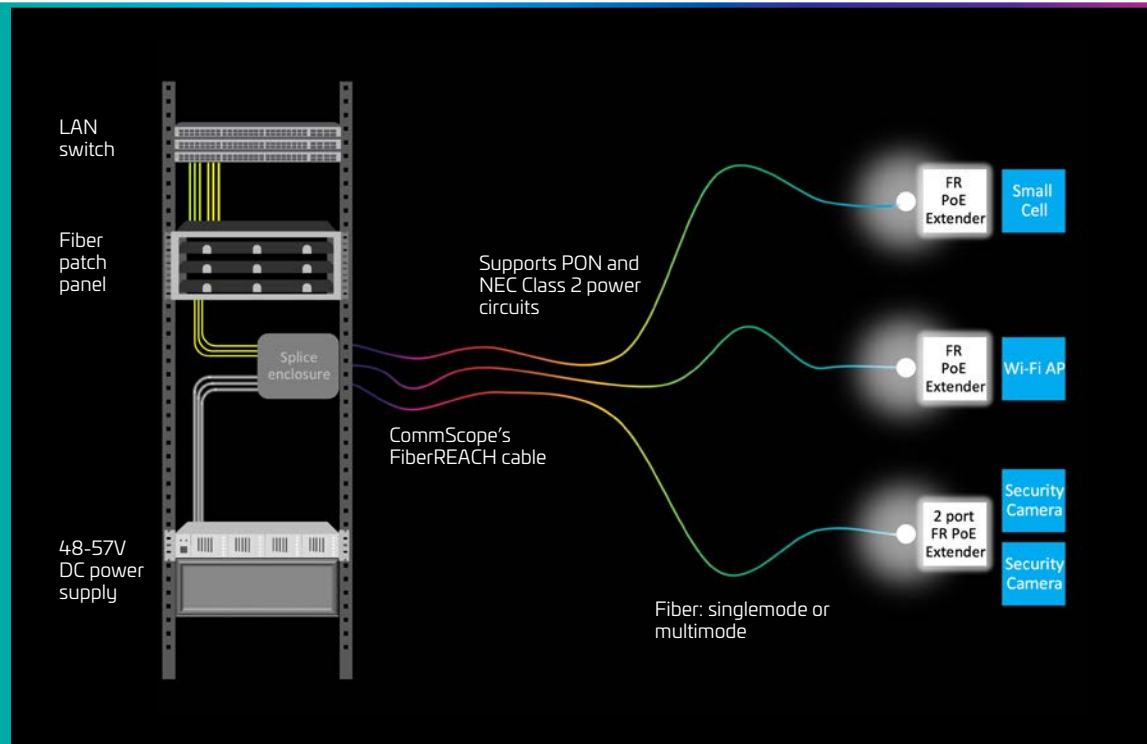 LAN
switch
Fiber
patch
panel
Splice
enclosure
48-57V
DC power
supply
Supports PON and
NEC Class 2 power
circuits
CommScope's
FiberREACH cable
Fiber: singlemode or
multimode
FR
PoE
Extender
Small
Cell
FR
PoE
Extender
Wi-Fi AP
2 port
FR PoE
Extender
Security
Camera
Security
Camera